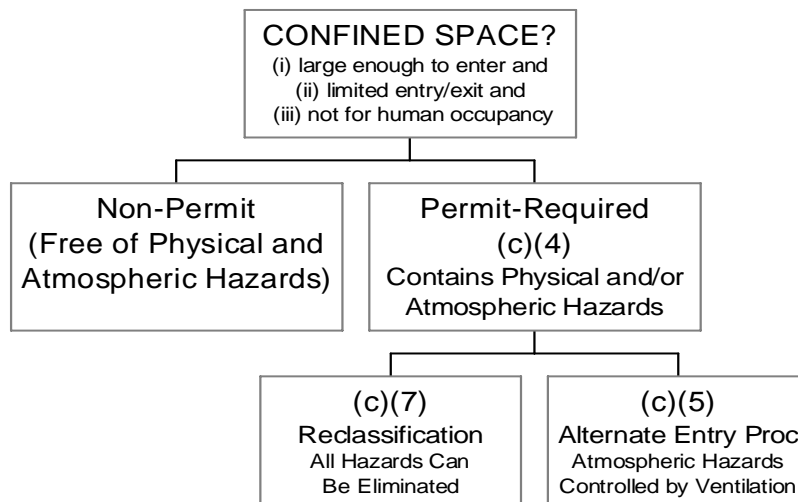 CONFINED SPACE?
(i) large enough to enter and
(ii) limited entry/exit and
(iii) not for human occupancy
Non-Permit
(Free of Physical and
Atmospheric Hazards)
Permit-Required
(c)(4)
Contains Physical and/or
Atmospheric Hazards
(c)(7)
Reclassification
All Hazards Can
Be Eliminated
(c)(5)
Alternate Entry Proc
Atmospheric Hazards
Controlled by Ventilation